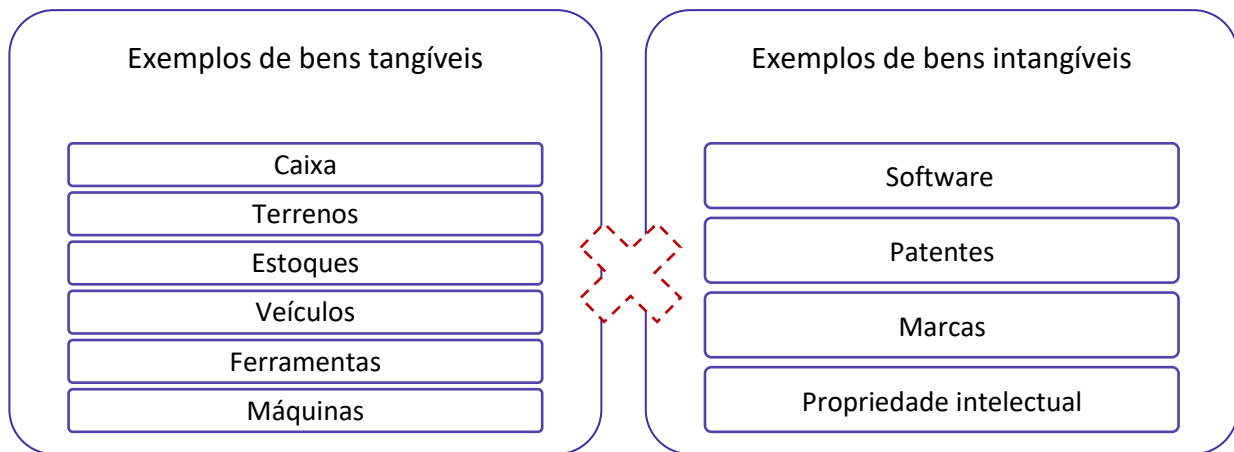 Exemplos de bens tangíveis
Caixa
Terrenos
Estoques
Veículos
Ferramentas
Máquinas
Exemplos de bens intangíveis
Software
Patentes
Marcas
Propriedade intelectual